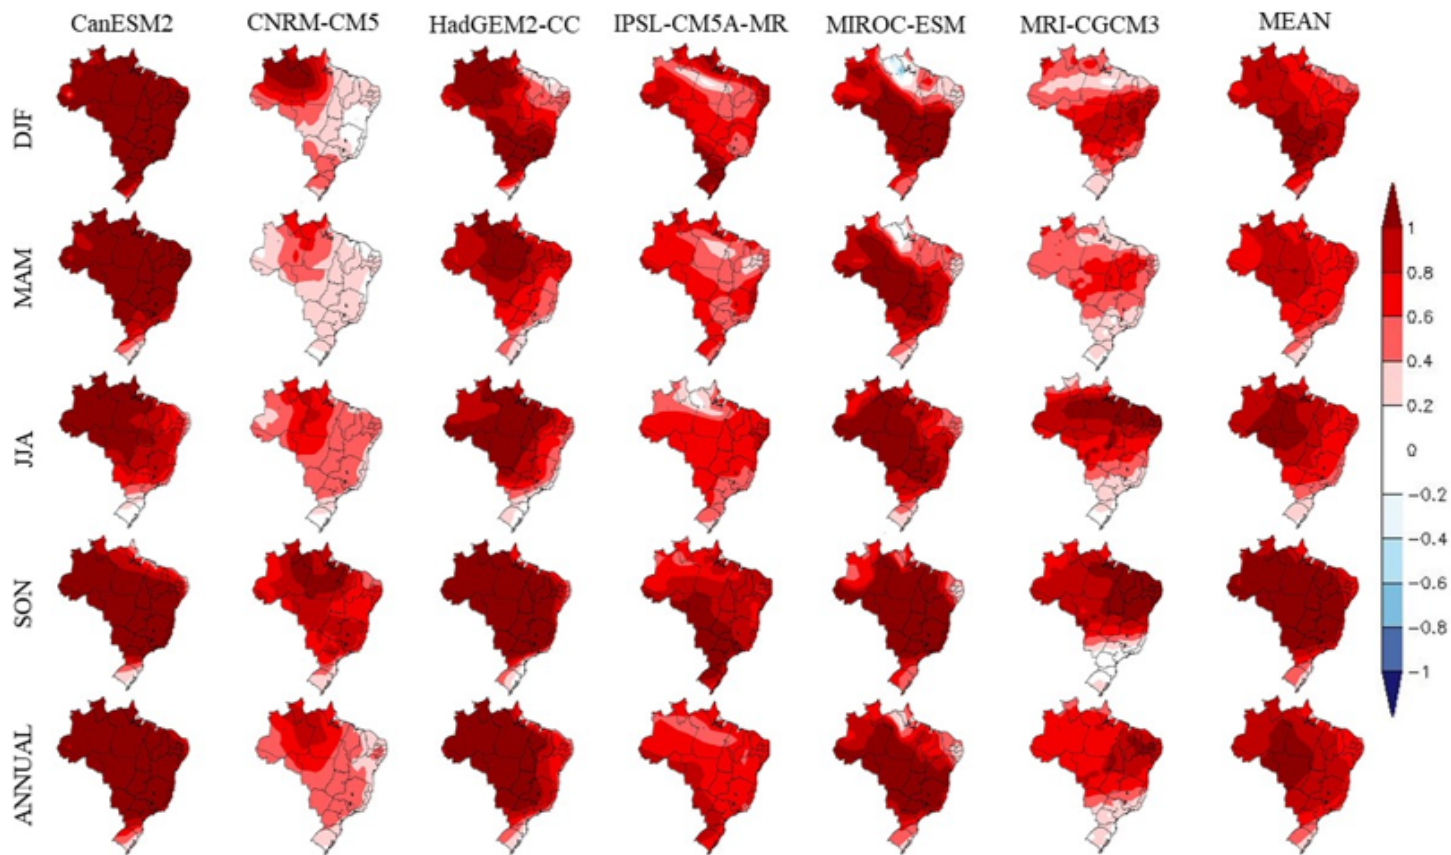 CanESM2 CNRM-CM5 HadGEM2-CC IPSL-CM5A-MR MIROC-ESM MRI-CGCM3 MEAN
DJF
MAM
JJA
SON
ANNUAL
1
0.8
0.6
0.4
0.2
0
-0.2
-0.4
-0.6
-0.8
-1